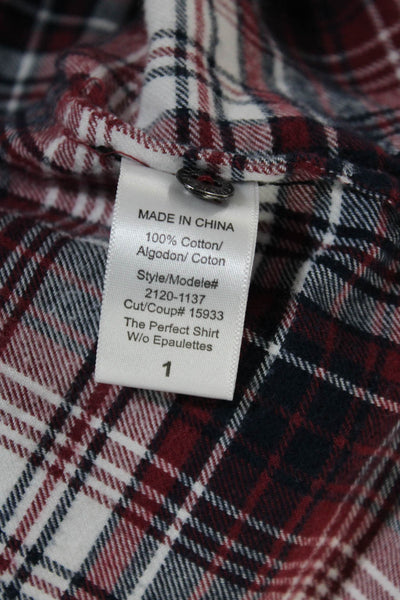 MADE IN CHINA
100% Cotton/
Algodon/ Coton
Style/Modele#
2120-1137
Cut/Coup# 15933
The Perfect Shirt
W/o Epaulettes
1